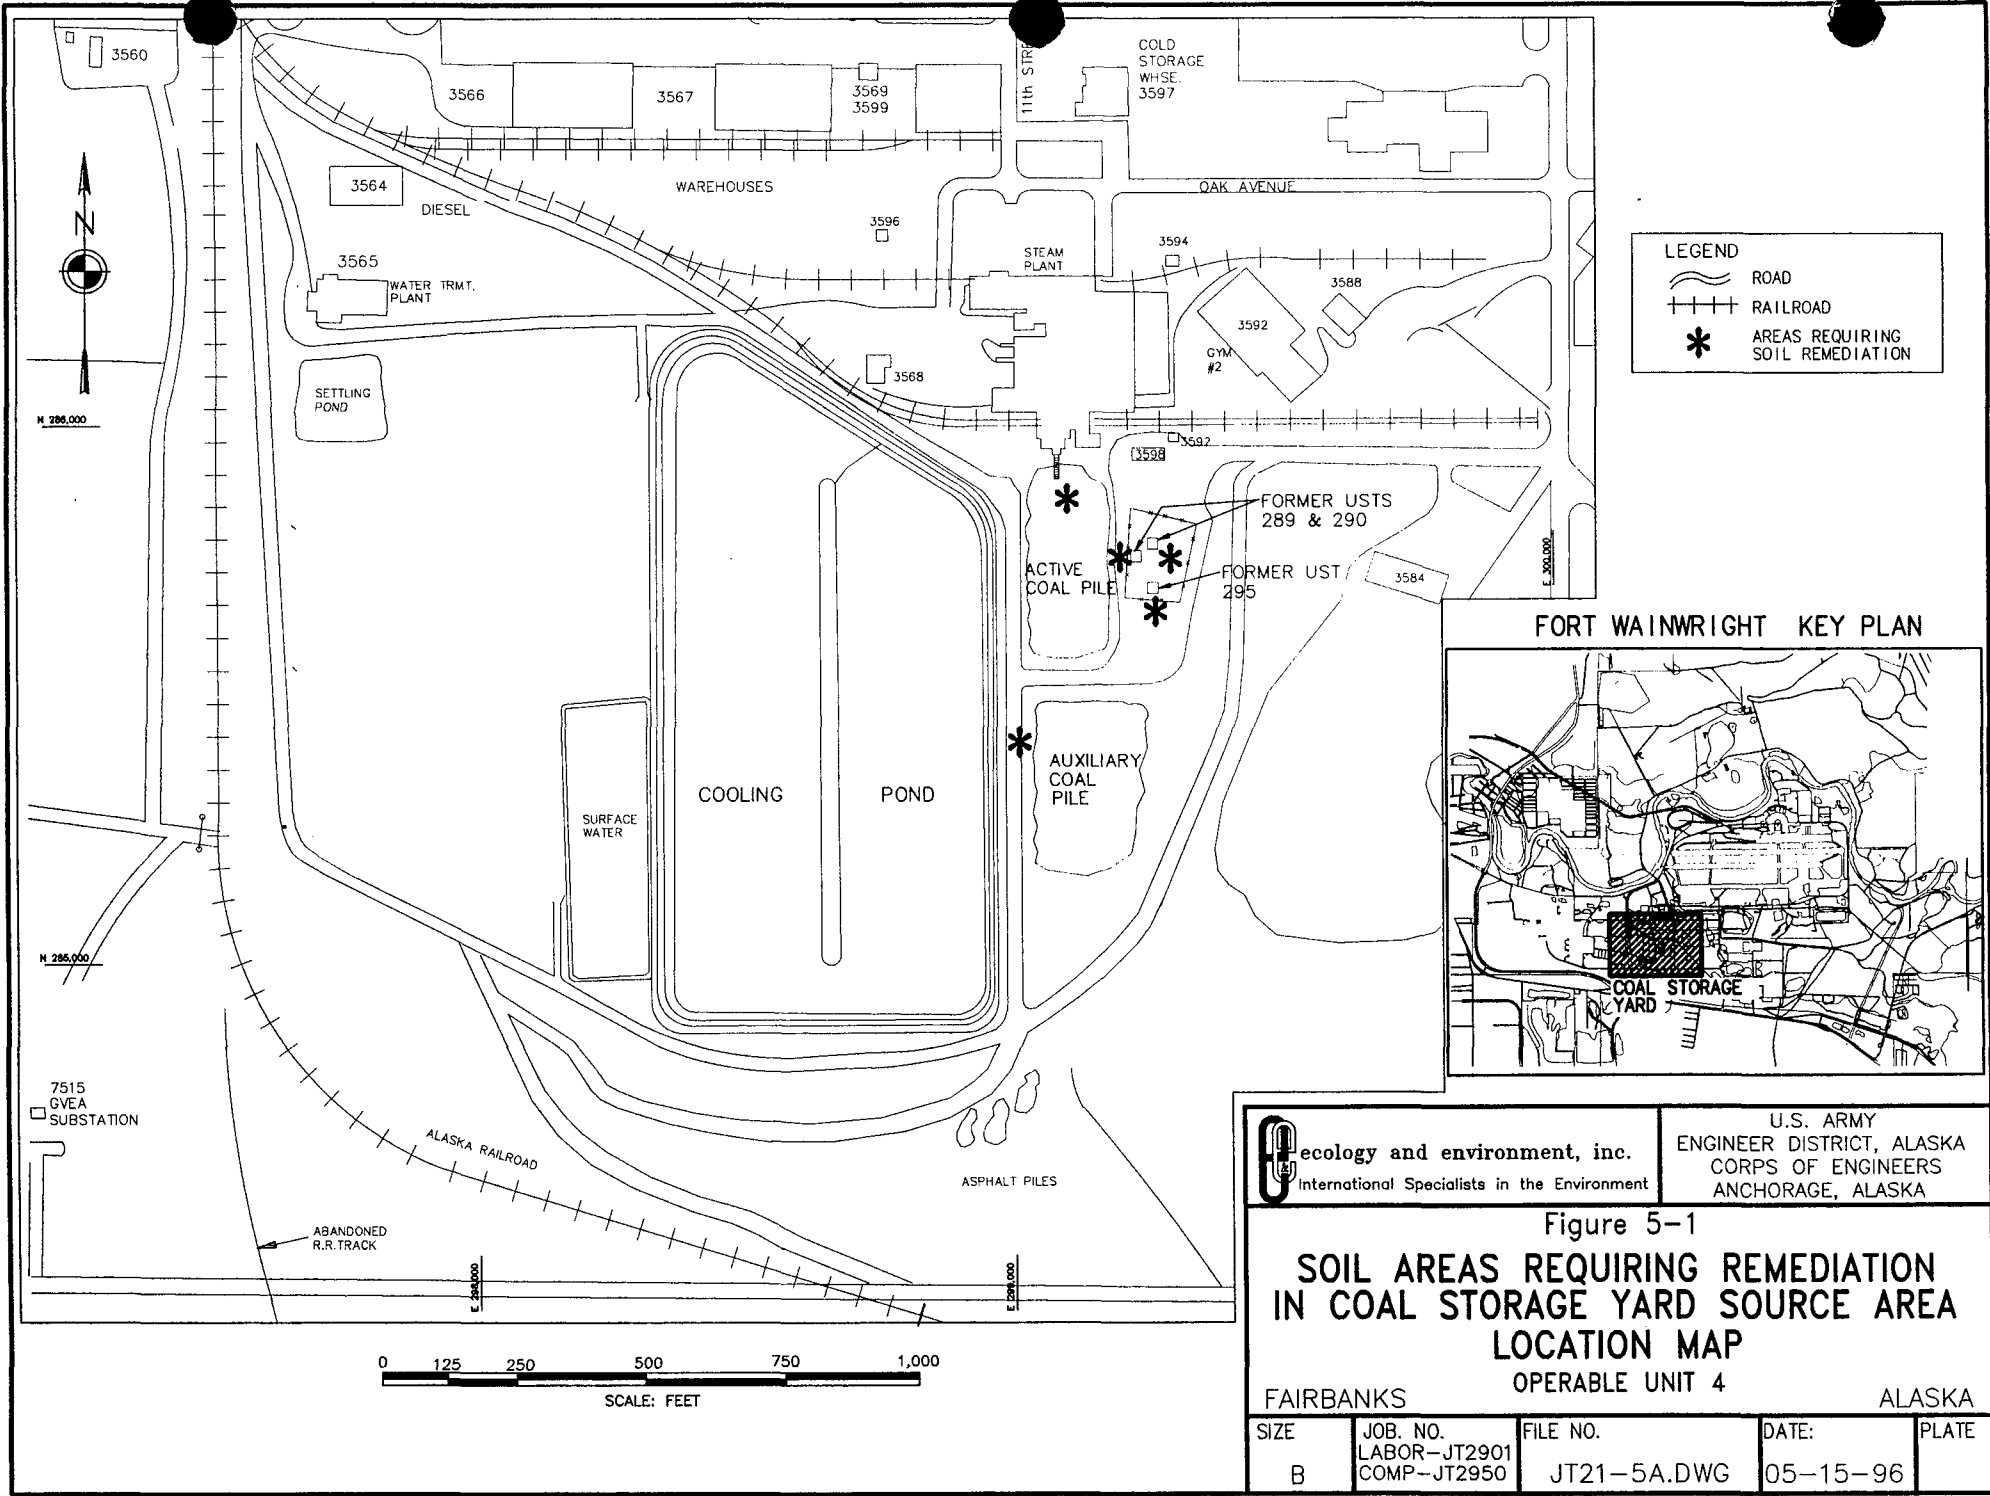 3560
3566
3567
3569
3599
11th STRE
COLD
STORAGE
WHSE.
3597
3564
DIESEL
WAREHOUSES
OAK AVENUE
N
3596
3565
WATER TRMT.
PLANT
STEAM
PLANT
3594
3588
3592
GYM
#2
3568
SETTLING
POND
N 286,000
3592
3598
FORMER USTS
289 & 290
ACTIVE
COAL PILE
FORMER UST
295
3584
E 300,000
LEGEND
ROAD
RAILROAD
AREAS REQUIRING
SOIL REMEDIATION
FORT WAINWRIGHT KEY PLAN
COAL STORAGE
YARD
AUXILIARY
COAL
PILE
COOLING POND
SURFACE
WATER
N 285,000
7515
GVEA
SUBSTATION
ALASKA RAILROAD
ASPHALT PILES
ABANDONED
R.R.TRACK
E 298,000
E 299,000
0 125 250 500 750 1,000
SCALE: FEET
ecology and environment, inc.
International Specialists in the Environment
U.S. ARMY
ENGINEER DISTRICT, ALASKA
CORPS OF ENGINEERS
ANCHORAGE, ALASKA
Figure 5-1
SOIL AREAS REQUIRING REMEDIATION
IN COAL STORAGE YARD SOURCE AREA
LOCATION MAP
OPERABLE UNIT 4
FAIRBANKS ALASKA
SIZE
B
JOB. NO.
LABOR-JT2901
COMP-JT2950
FILE NO.
JT21-5A.DWG
DATE:
05-15-96
PLATE